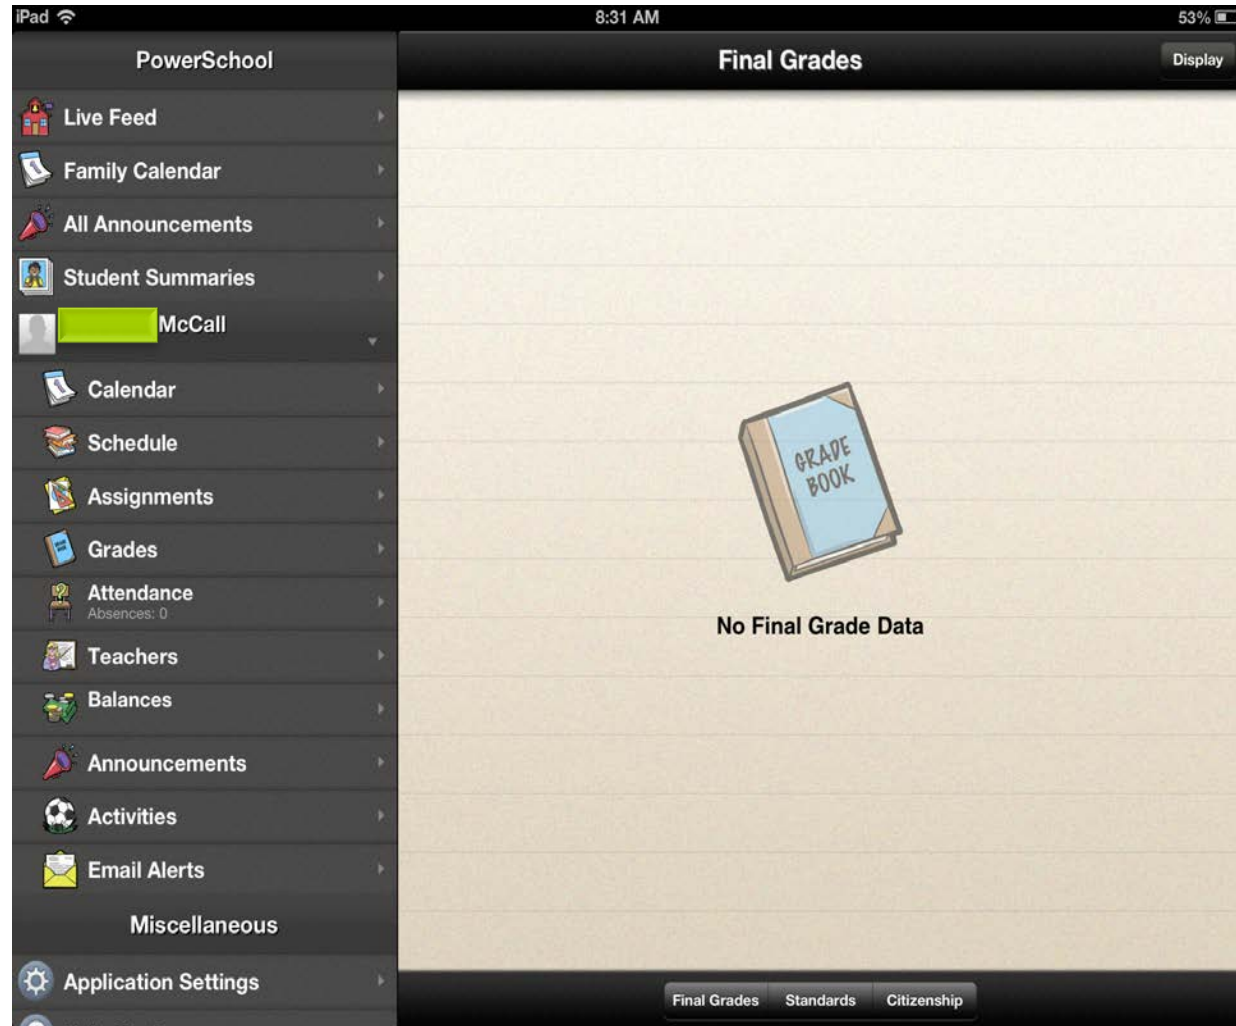 iPad
8:31 AM
53%
PowerSchool
Final Grades
Display
Live Feed
Family Calendar
All Announcements
Student Summaries
McCall
Calendar
Schedule
Assignments
Grades
Attendance
Absences: 0
Teachers
Balances
Announcements
Activities
Email Alerts
Miscellaneous
Application Settings
GRADE
BOOK
No Final Grade Data
Final Grades
Standards
Citizenship